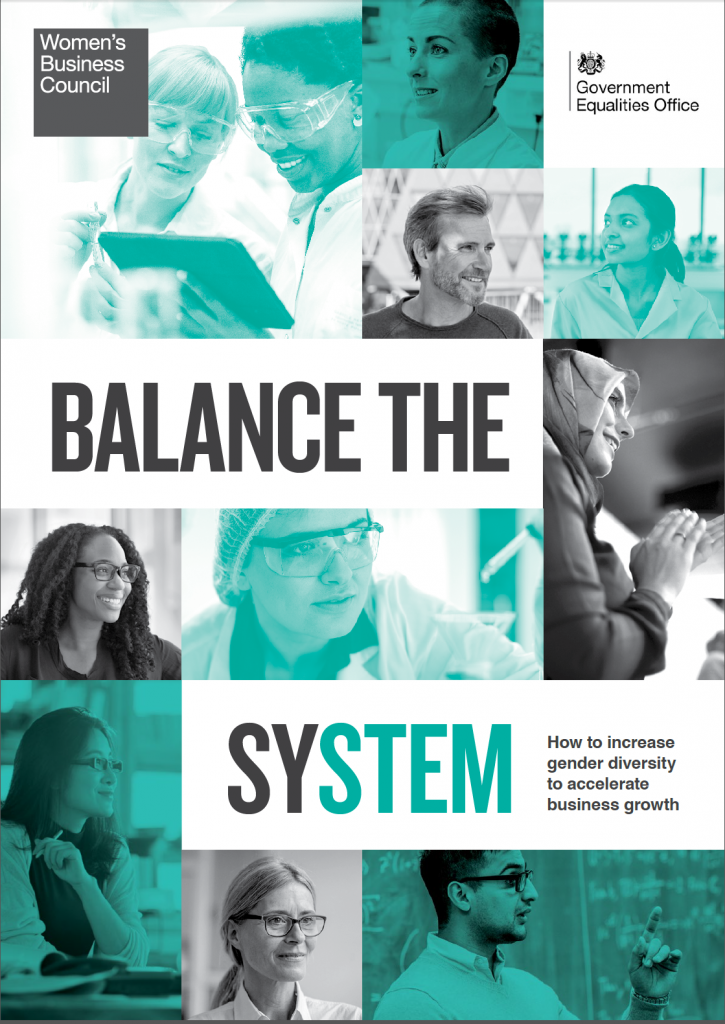 Women's
Business
Council
Government
Equalities Office
BALANCE THE
SYSTEM
How to increase
gender diversity
to accelerate
business growth